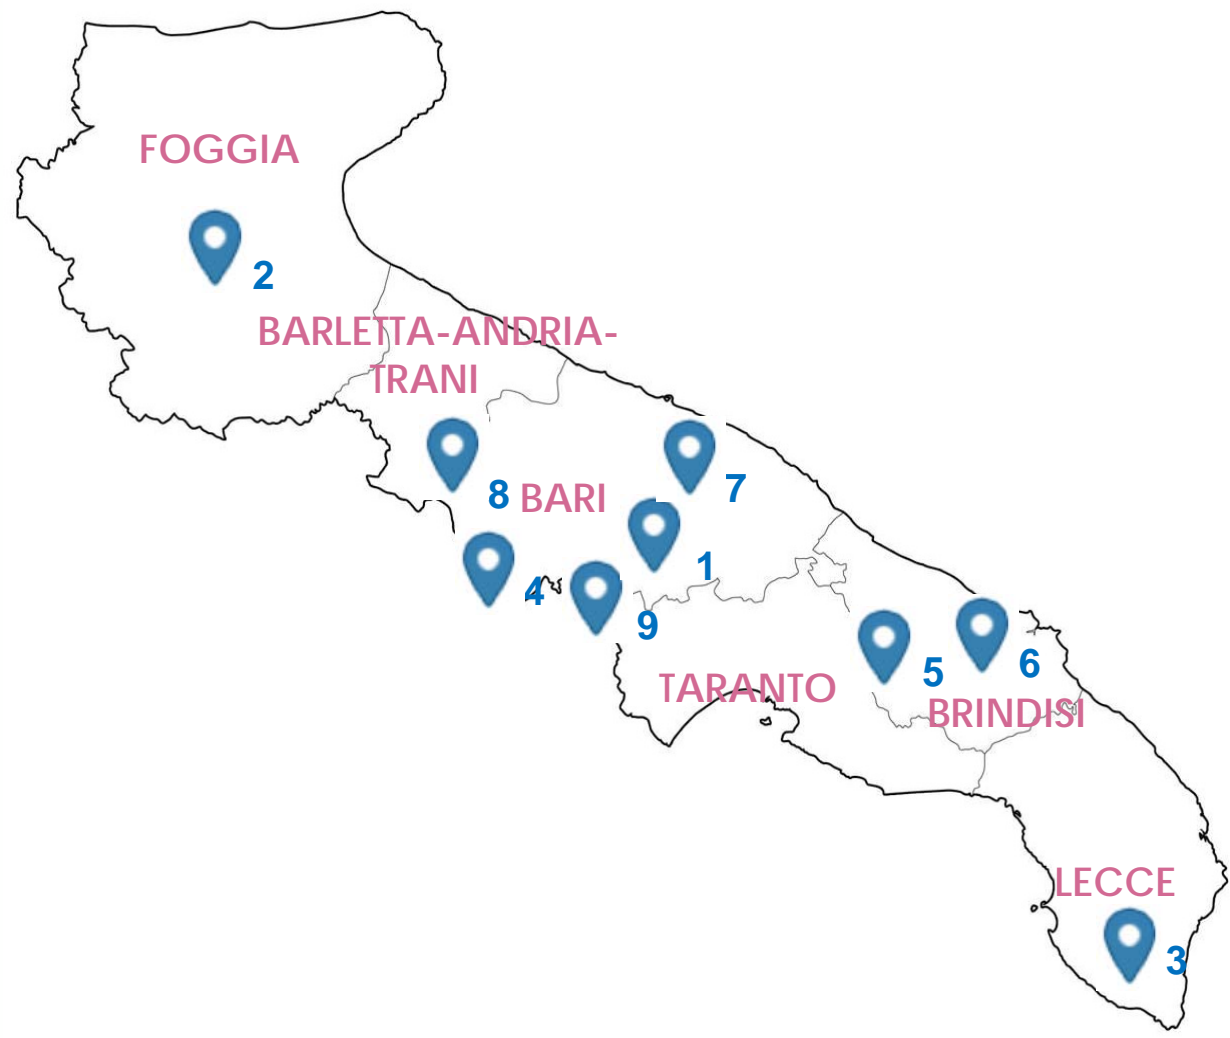 FOGGIA
2
BARLETTA-ANDRIA-
TRANI
8
BARI
7
1
4
9
5
6
TARANTO
BRINDISI
LECCE
3